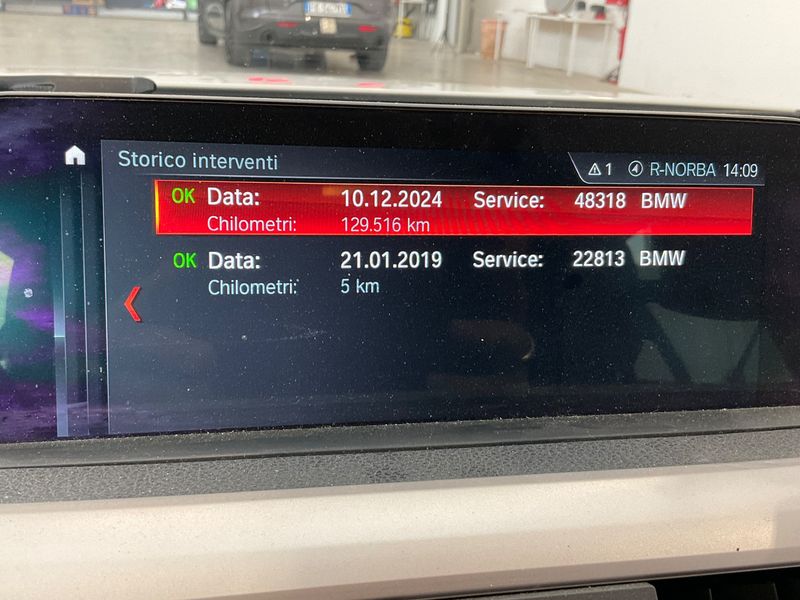 Storico interventi
1 R-NORBA 14:09
OK Data: 10.12.2024 Service: 48318 BMW
Chilometri: 129.516 km
OK Data: 21.01.2019 Service: 22813 BMW
Chilometri: 5 km